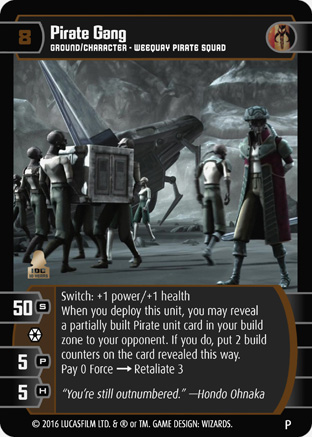 8
Pirate Gang
GROUND/CHARACTER - WEEQUAY PIRATE SQUAD
50 S
5 P
5 H
Switch: +1 power/+1 health
When you deploy this unit, you may reveal
a partially built Pirate unit card in your build
zone to your opponent. If you do, put 2 build
counters on the card revealed this way.
Pay 0 Force → Retaliate 3
“You’re still outnumbered.” —Hondo Ohnaka
© 2016 LUCASFILM LTD. & ® or TM. GAME DESIGN: WIZARDS.
P